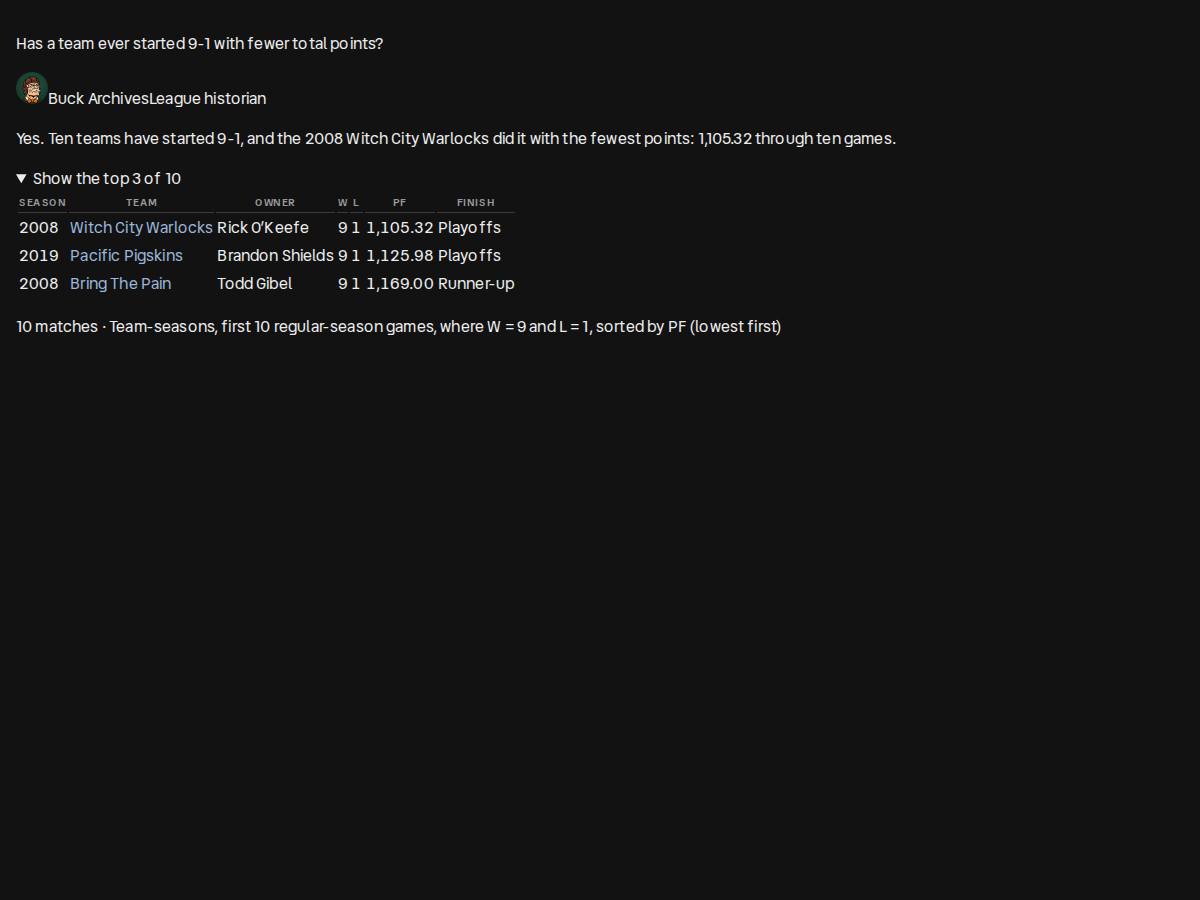 Has a team ever started 9-1 with fewer total points?
Buck ArchivesLeague historian
Yes. Ten teams have started 9-1, and the 2008 Witch City Warlocks did it with the fewest points: 1,105.32 through ten games.
▼ Show the top 3 of 10
SEASON TEAM OWNER W L PF FINISH
2008 Witch City Warlocks Rick O’Keefe 9 1 1,105.32 Playoffs
2019 Pacific Pigskins Brandon Shields 9 1 1,125.98 Playoffs
2008 Bring The Pain Todd Gibel 9 1 1,169.00 Runner-up
10 matches · Team-seasons, first 10 regular-season games, where W = 9 and L = 1, sorted by PF (lowest first)